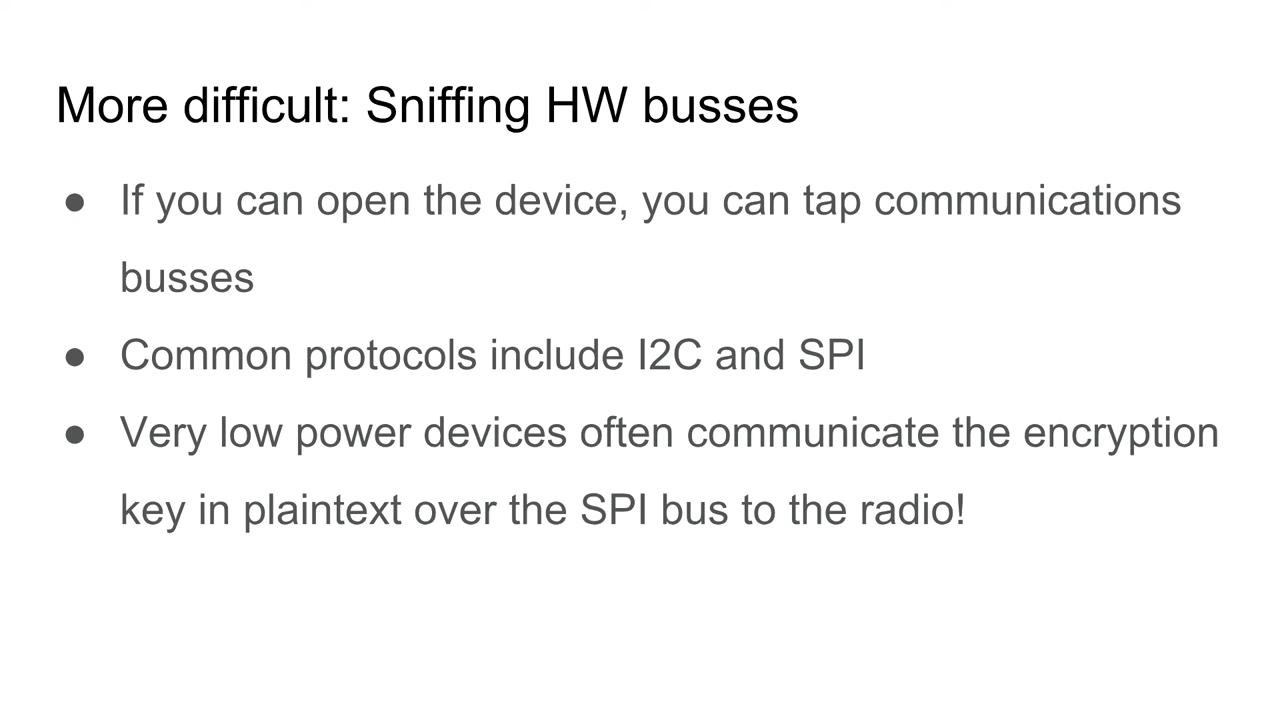 More difficult: Sniffing HW busses
● If you can open the device, you can tap communications
busses
● Common protocols include I2C and SPI
● Very low power devices often communicate the encryption
key in plaintext over the SPI bus to the radio!